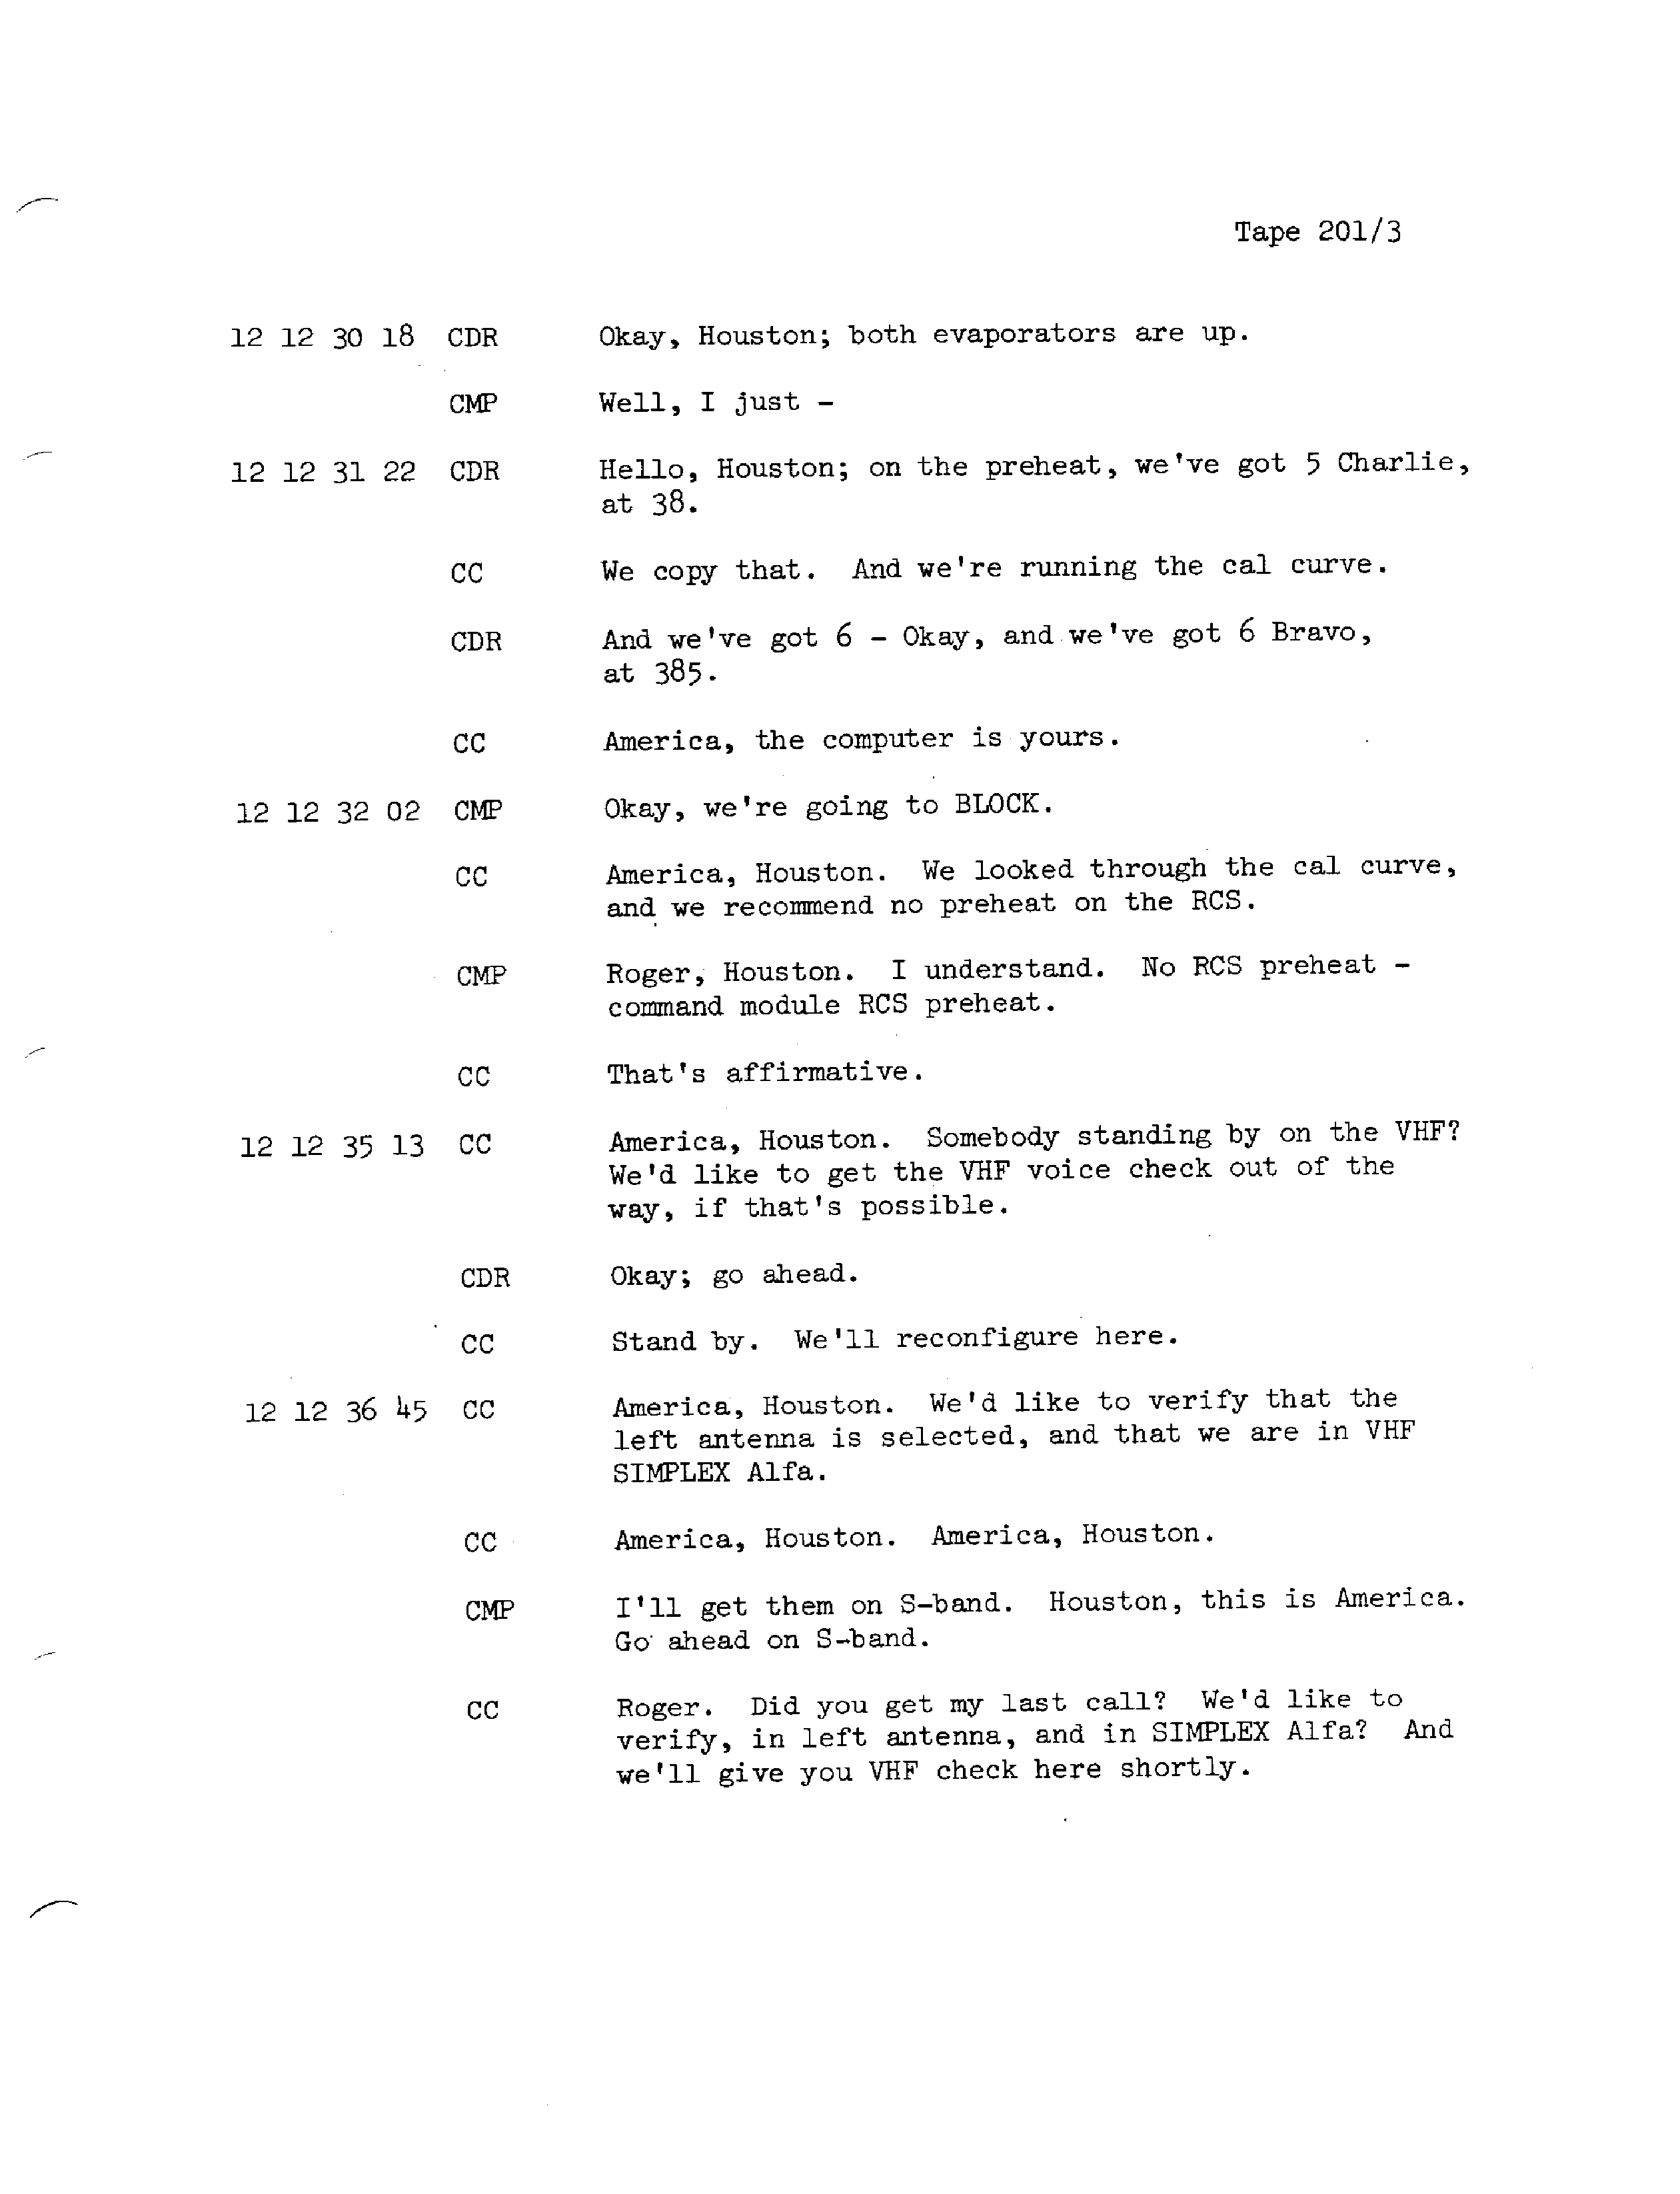 Tape 201/3
12 12 30 18 CDR Okay, Houston; both evaporators are up.
CMP Well, I just -
12 12 31 22 CDR Hello, Houston; on the preheat, we've got 5 Charlie,
at 38.
CC We copy that. And we're running the cal curve.
CDR And we've got 6 - Okay, and we've got 6 Bravo,
at 385.
CC America, the computer is yours.
12 12 32 02 CMP Okay, we're going to BLOCK.
CC America, Houston. We looked through the cal curve,
and we recommend no preheat on the RCS.
CMP Roger, Houston. I understand. No RCS preheat -
command module RCS preheat.
CC That's affirmative.
12 12 35 13 CC America, Houston. Somebody standing by on the VHF?
We'd like to get the VHF voice check out of the
way, if that's possible.
CDR Okay; go ahead.
CC Stand by. We'll reconfigure here.
12 12 36 45 CC America, Houston. We'd like to verify that the
left antenna is selected, and that we are in VHF
SIMPLEX Alfa.
CC America, Houston. America, Houston.
CMP I'll get them on S-band. Houston, this is America.
Go ahead on S-band.
CC Roger. Did you get my last call? We'd like to
verify, in left antenna, and in SIMPLEX Alfa? And
we'll give you VHF check here shortly.